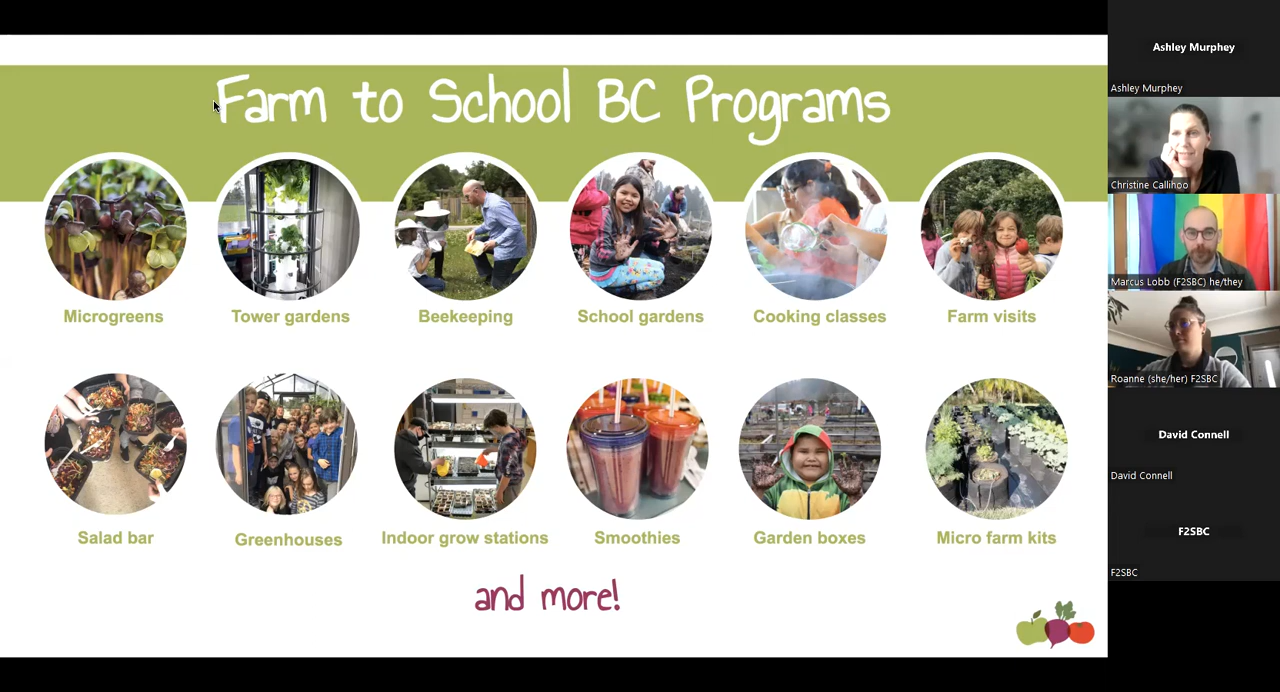 Farm to School BC Programs
Microgreens
Tower gardens
Beekeeping
School gardens
Cooking classes
Farm visits
Salad bar
Greenhouses
Indoor grow stations
Smoothies
Garden boxes
Micro farm kits
and more!
Ashley Murphey
Ashley Murphey
Christine Callihoo
Marcus Lobb (F2SBC) he/they
Roanne (she/her) F2SBC
David Connell
David Connell
F2SBC
F2SBC